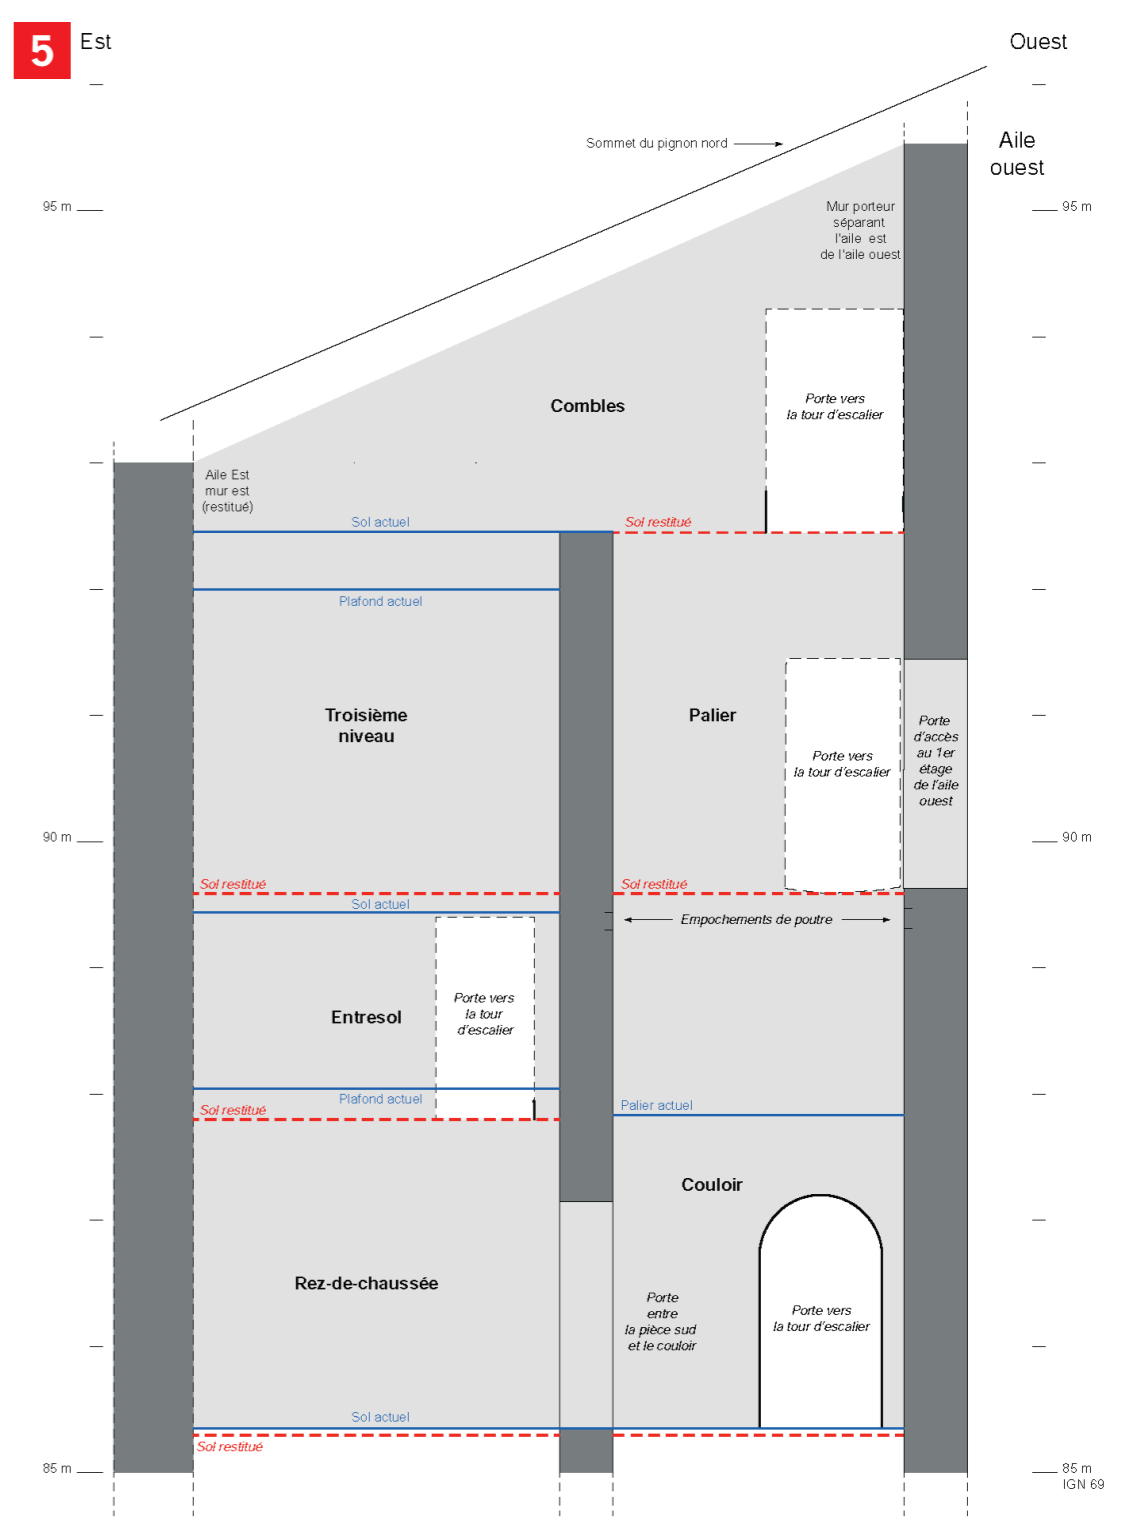 5
Est
Ouest
Sommet du pignon nord
Aile
ouest
95 m
95 m
Mur porteur
séparant
l'aile est
de l'aile ouest
Combles
Porte vers
la tour d'escalier
Aile Est
mur est
(restitué)
Sol actuel
Sol restitué
Plafond actuel
Troisième
niveau
Palier
Porte vers
la tour d'escalier
Porte
d'accès
au 1er
étage
de l'aile
ouest
90 m
90 m
Sol restitué
Sol restitué
Sol actuel
Empochements de poutre
Entresol
Porte vers
la tour
d'escalier
Plafond actuel
Sol restitué
Palier actuel
Couloir
Rez-de-chaussée
Porte
entre
la pièce sud
et le couloir
Porte vers
la tour d'escalier
Sol actuel
Sol restitué
85 m
85 m
IGN 69